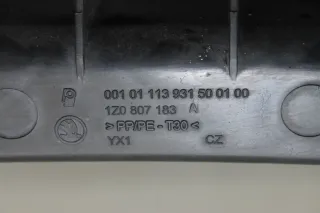 001 01 113 931 50 01 00
1Z0 807 183 A
>PP/PE - T30<
YX1 CZ